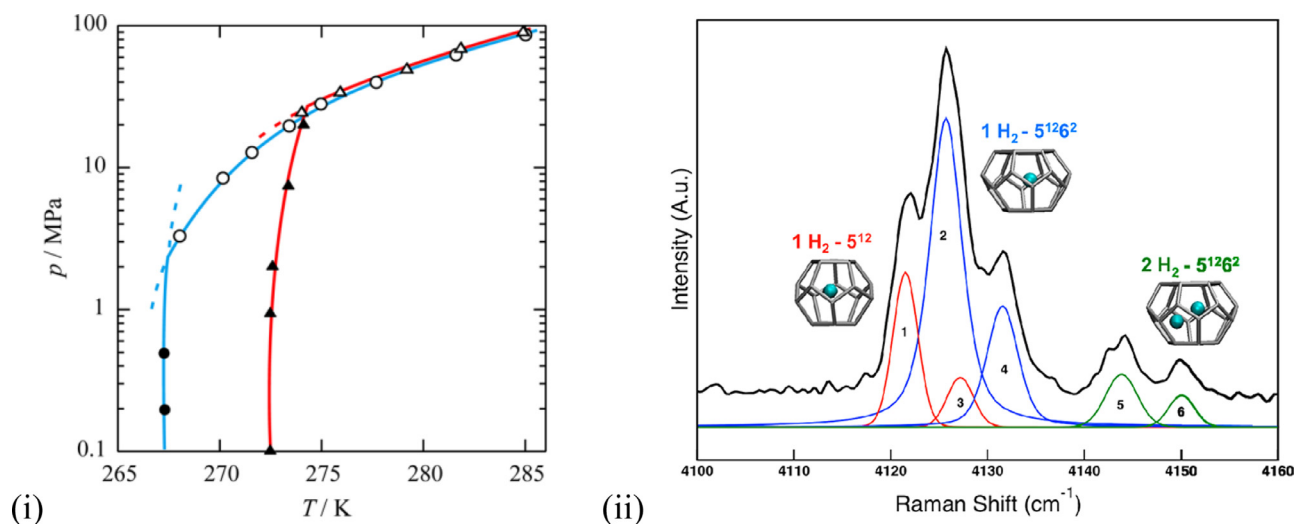 100
10
1
0.1
p / MPa
265
270
275
280
285
T / K
(i)
Intensity (A.u.)
1 H₂ - 5¹²6²
1 H₂ - 5¹²
2 H₂ - 5¹²6²
1
2
3
4
5
6
4100
4110
4120
4130
4140
4150
4160
Raman Shift (cm⁻¹)
(ii)